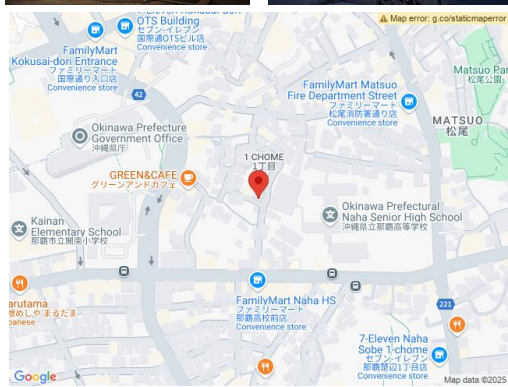 Map error: g.co/staticmaperror
OTS Building
セブン-イレブン
国際通OTSビル店
Convenience store
FamilyMart
Kokusai-dori Entrance
ファミリーマート
国際通り入口店
Convenience store
42
FamilyMart Matsuo
Fire Department Street
ファミリーマート
松尾消防署通り店
Convenience store
Matsuo Par
松尾公園
MATSUO
松尾
Okinawa Prefecture
Government Office
沖縄県庁
1 CHOME
1丁目
GREEN&CAFE
グリーンアンドカフェ
Okinawa Prefectural
Naha Senior High School
沖縄県立那覇高等学校
Kainan
Elementary School
那覇市立開南小学校
FamilyMart Naha HS
ファミリーマート
那覇高校前店
Convenience store
221
arutama
めしや まるたま
panese
7-Eleven Naha
Sobe 1-chome
セブン-イレブン
那覇楚辺1丁目店
Convenience store
Google
Map data ©2025